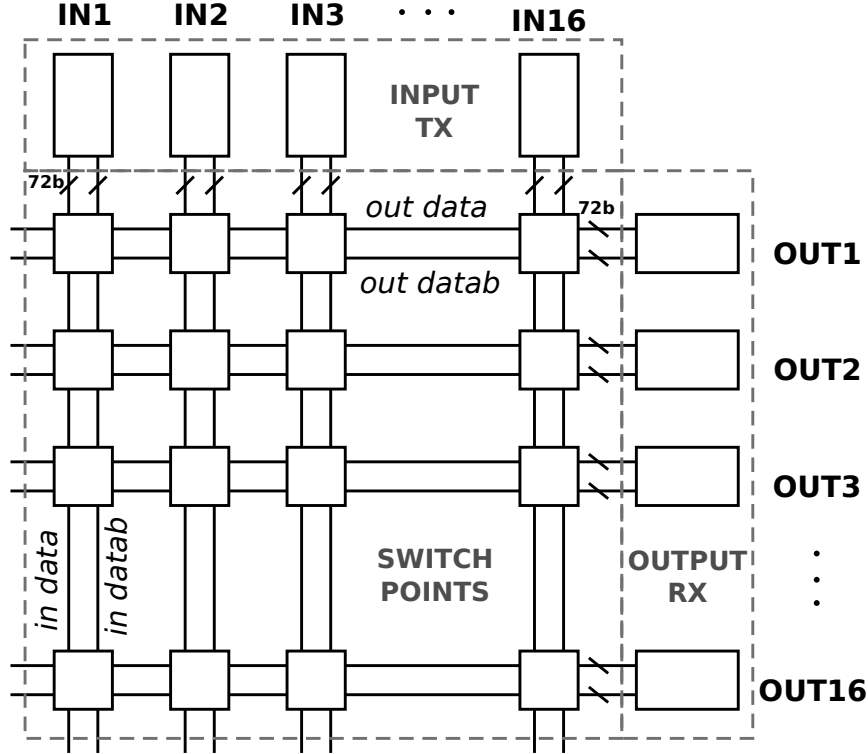 IN1 IN2 IN3 . . . IN16
INPUT
TX
72b
out data
72b
out datab
OUT1
OUT2
OUT3
in data
in datab
SWITCH
POINTS
OUTPUT
RX
.
.
.
OUT16